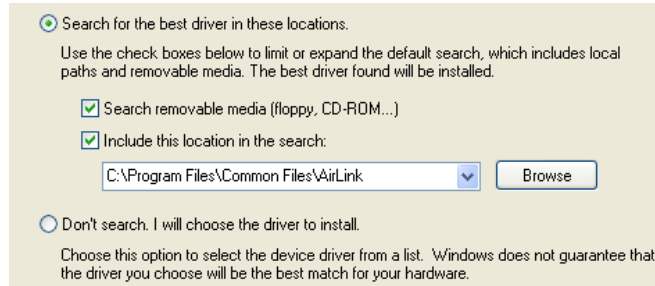 Search for the best driver in these locations.
Use the check boxes below to limit or expand the default search, which includes local
paths and removable media. The best driver found will be installed.
Search removable media (floppy, CD-ROM...)
Include this location in the search:
C:\Program Files\Common Files\AirLink
Browse
Don't search. I will choose the driver to install.
Choose this option to select the device driver from a list. Windows does not guarantee that
the driver you choose will be the best match for your hardware.